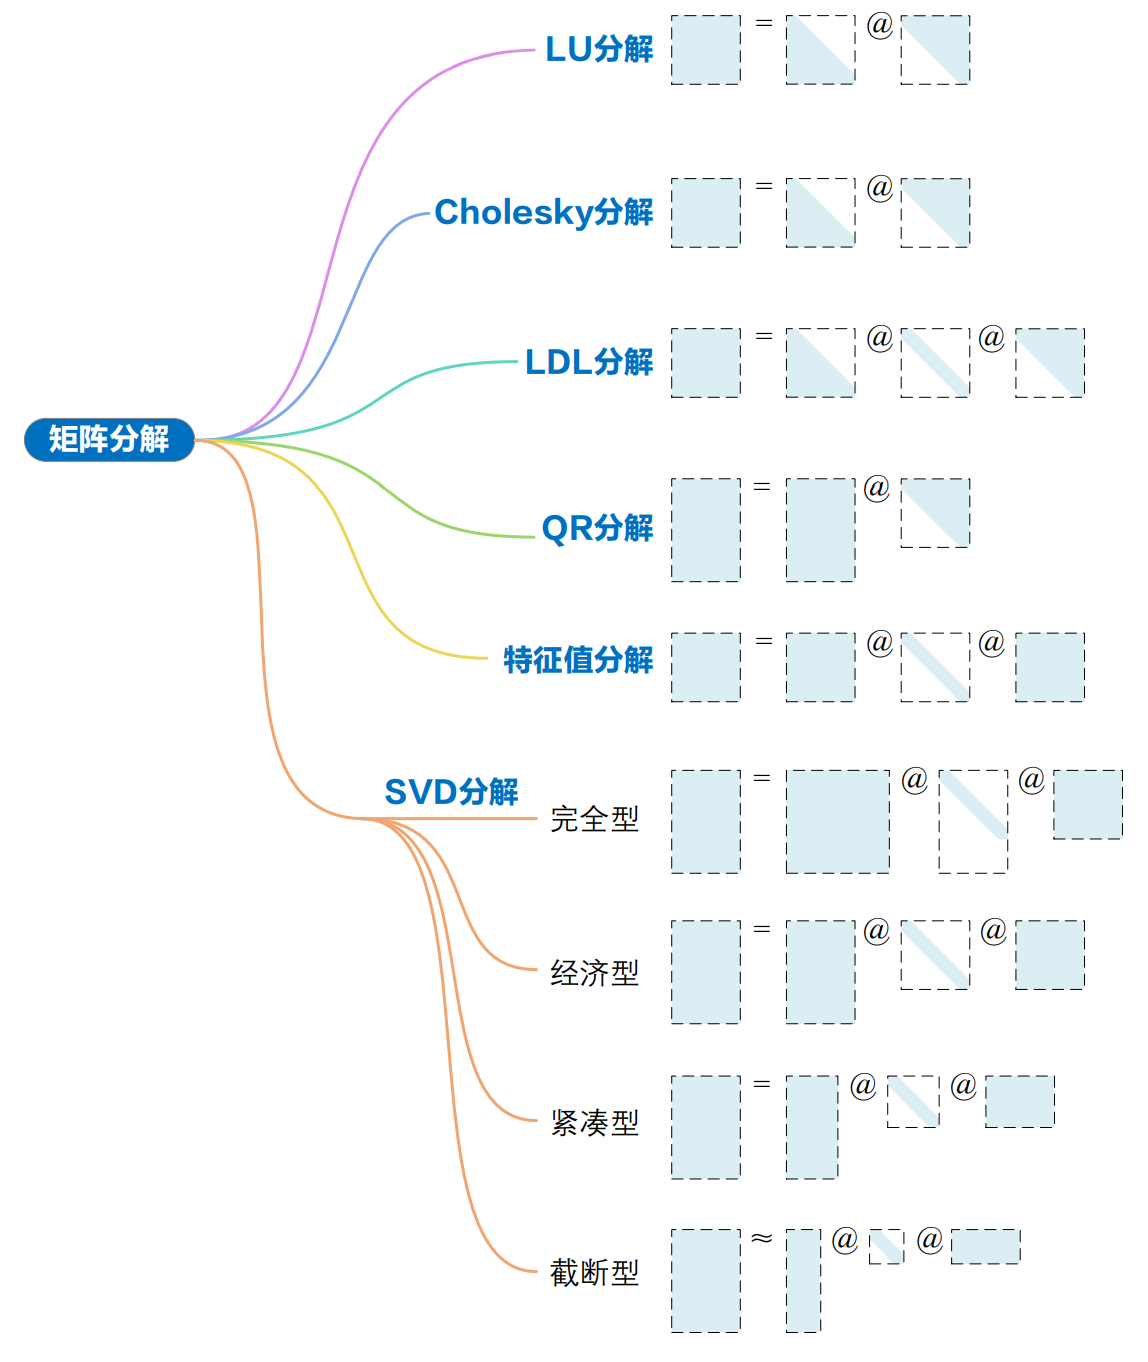 LU分解 = @
Cholesky分解 = @
LDL分解 = @ @
矩阵分解
QR分解 = @
特征值分解 = @ @
SVD分解
完全型 = @ @
经济型 = @ @
紧凑型 = @ @
截断型 ≈ @ @